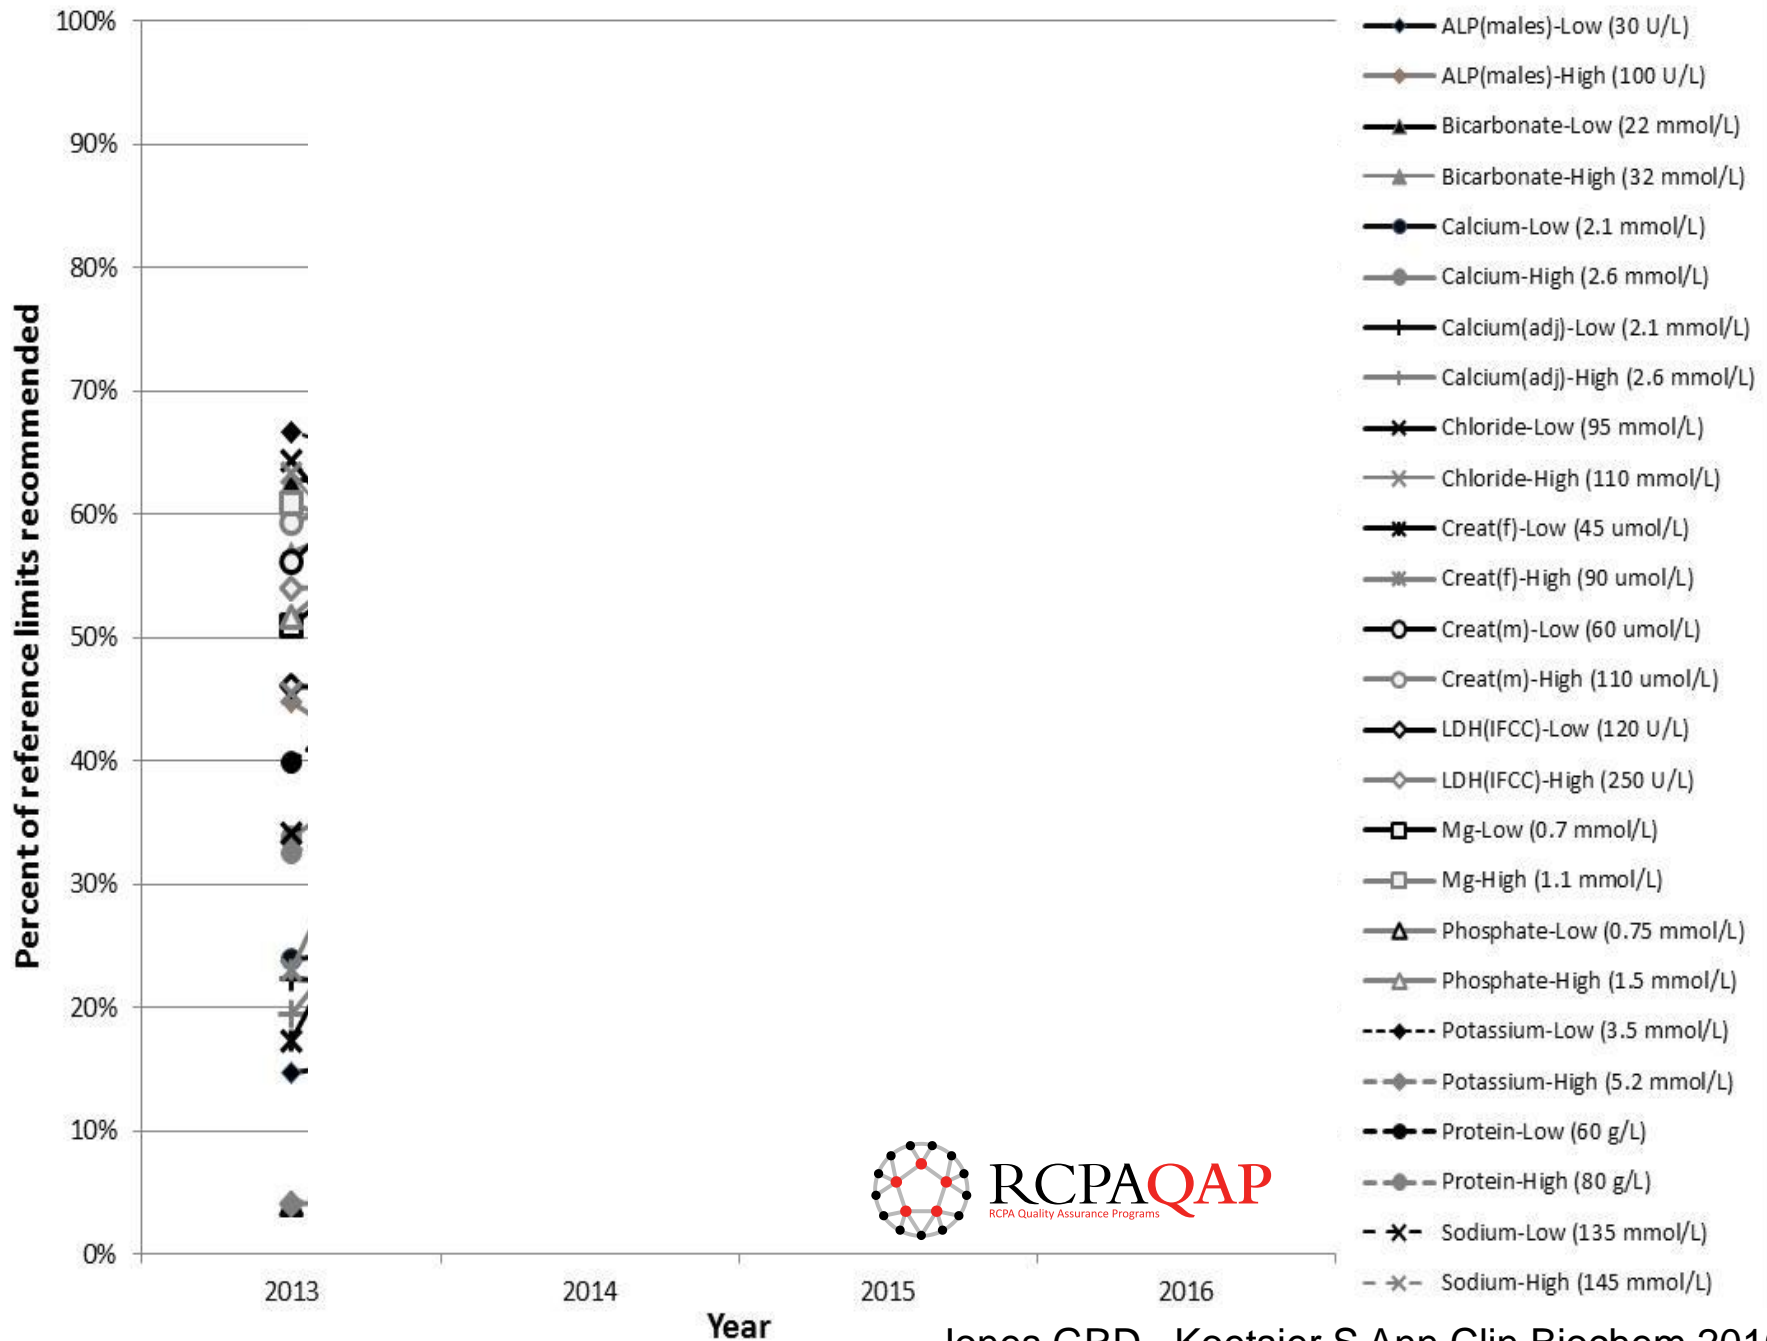 100%
90%
80%
70%
60%
50%
40%
30%
20%
10%
0%
Percent of reference limits recommended
2013
2014
2015
2016
Year
ALP(males)-Low (30 U/L)
ALP(males)-High (100 U/L)
Bicarbonate-Low (22 mmol/L)
Bicarbonate-High (32 mmol/L)
Calcium-Low (2.1 mmol/L)
Calcium-High (2.6 mmol/L)
Calcium(adj)-Low (2.1 mmol/L)
Calcium(adj)-High (2.6 mmol/L)
Chloride-Low (95 mmol/L)
Chloride-High (110 mmol/L)
Creat(f)-Low (45 umol/L)
Creat(f)-High (90 umol/L)
Creat(m)-Low (60 umol/L)
Creat(m)-High (110 umol/L)
LDH(IFCC)-Low (120 U/L)
LDH(IFCC)-High (250 U/L)
Mg-Low (0.7 mmol/L)
Mg-High (1.1 mmol/L)
Phosphate-Low (0.75 mmol/L)
Phosphate-High (1.5 mmol/L)
Potassium-Low (3.5 mmol/L)
Potassium-High (5.2 mmol/L)
Protein-Low (60 g/L)
Protein-High (80 g/L)
Sodium-Low (135 mmol/L)
Sodium-High (145 mmol/L)
RCPAQAP
RCPA Quality Assurance Programs
Jones GRD, Koetsier S App Clin Biochem